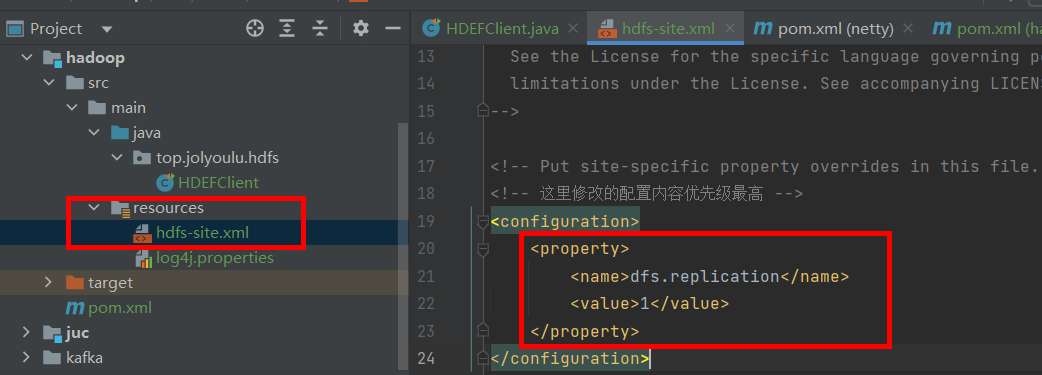 Project
hadoop
src
main
java
top.jolyoulu.hdfs
HDEFClient
resources
hdfs-site.xml
log4j.properties
target
pom.xml
juc
kafka
HDEFClient.java
hdfs-site.xml
pom.xml (netty)
pom.xml (ha
13 See the License for the specific language governing pe
14 limitations under the License. See accompanying LICENS
15 -->
16
17 <!-- Put site-specific property overrides in this file.
18 <!-- 这里修改的配置内容优先级最高 -->
19 <configuration>
20 <property>
21 <name>dfs.replication</name>
22 <value>1</value>
23 </property>
24 </configuration>